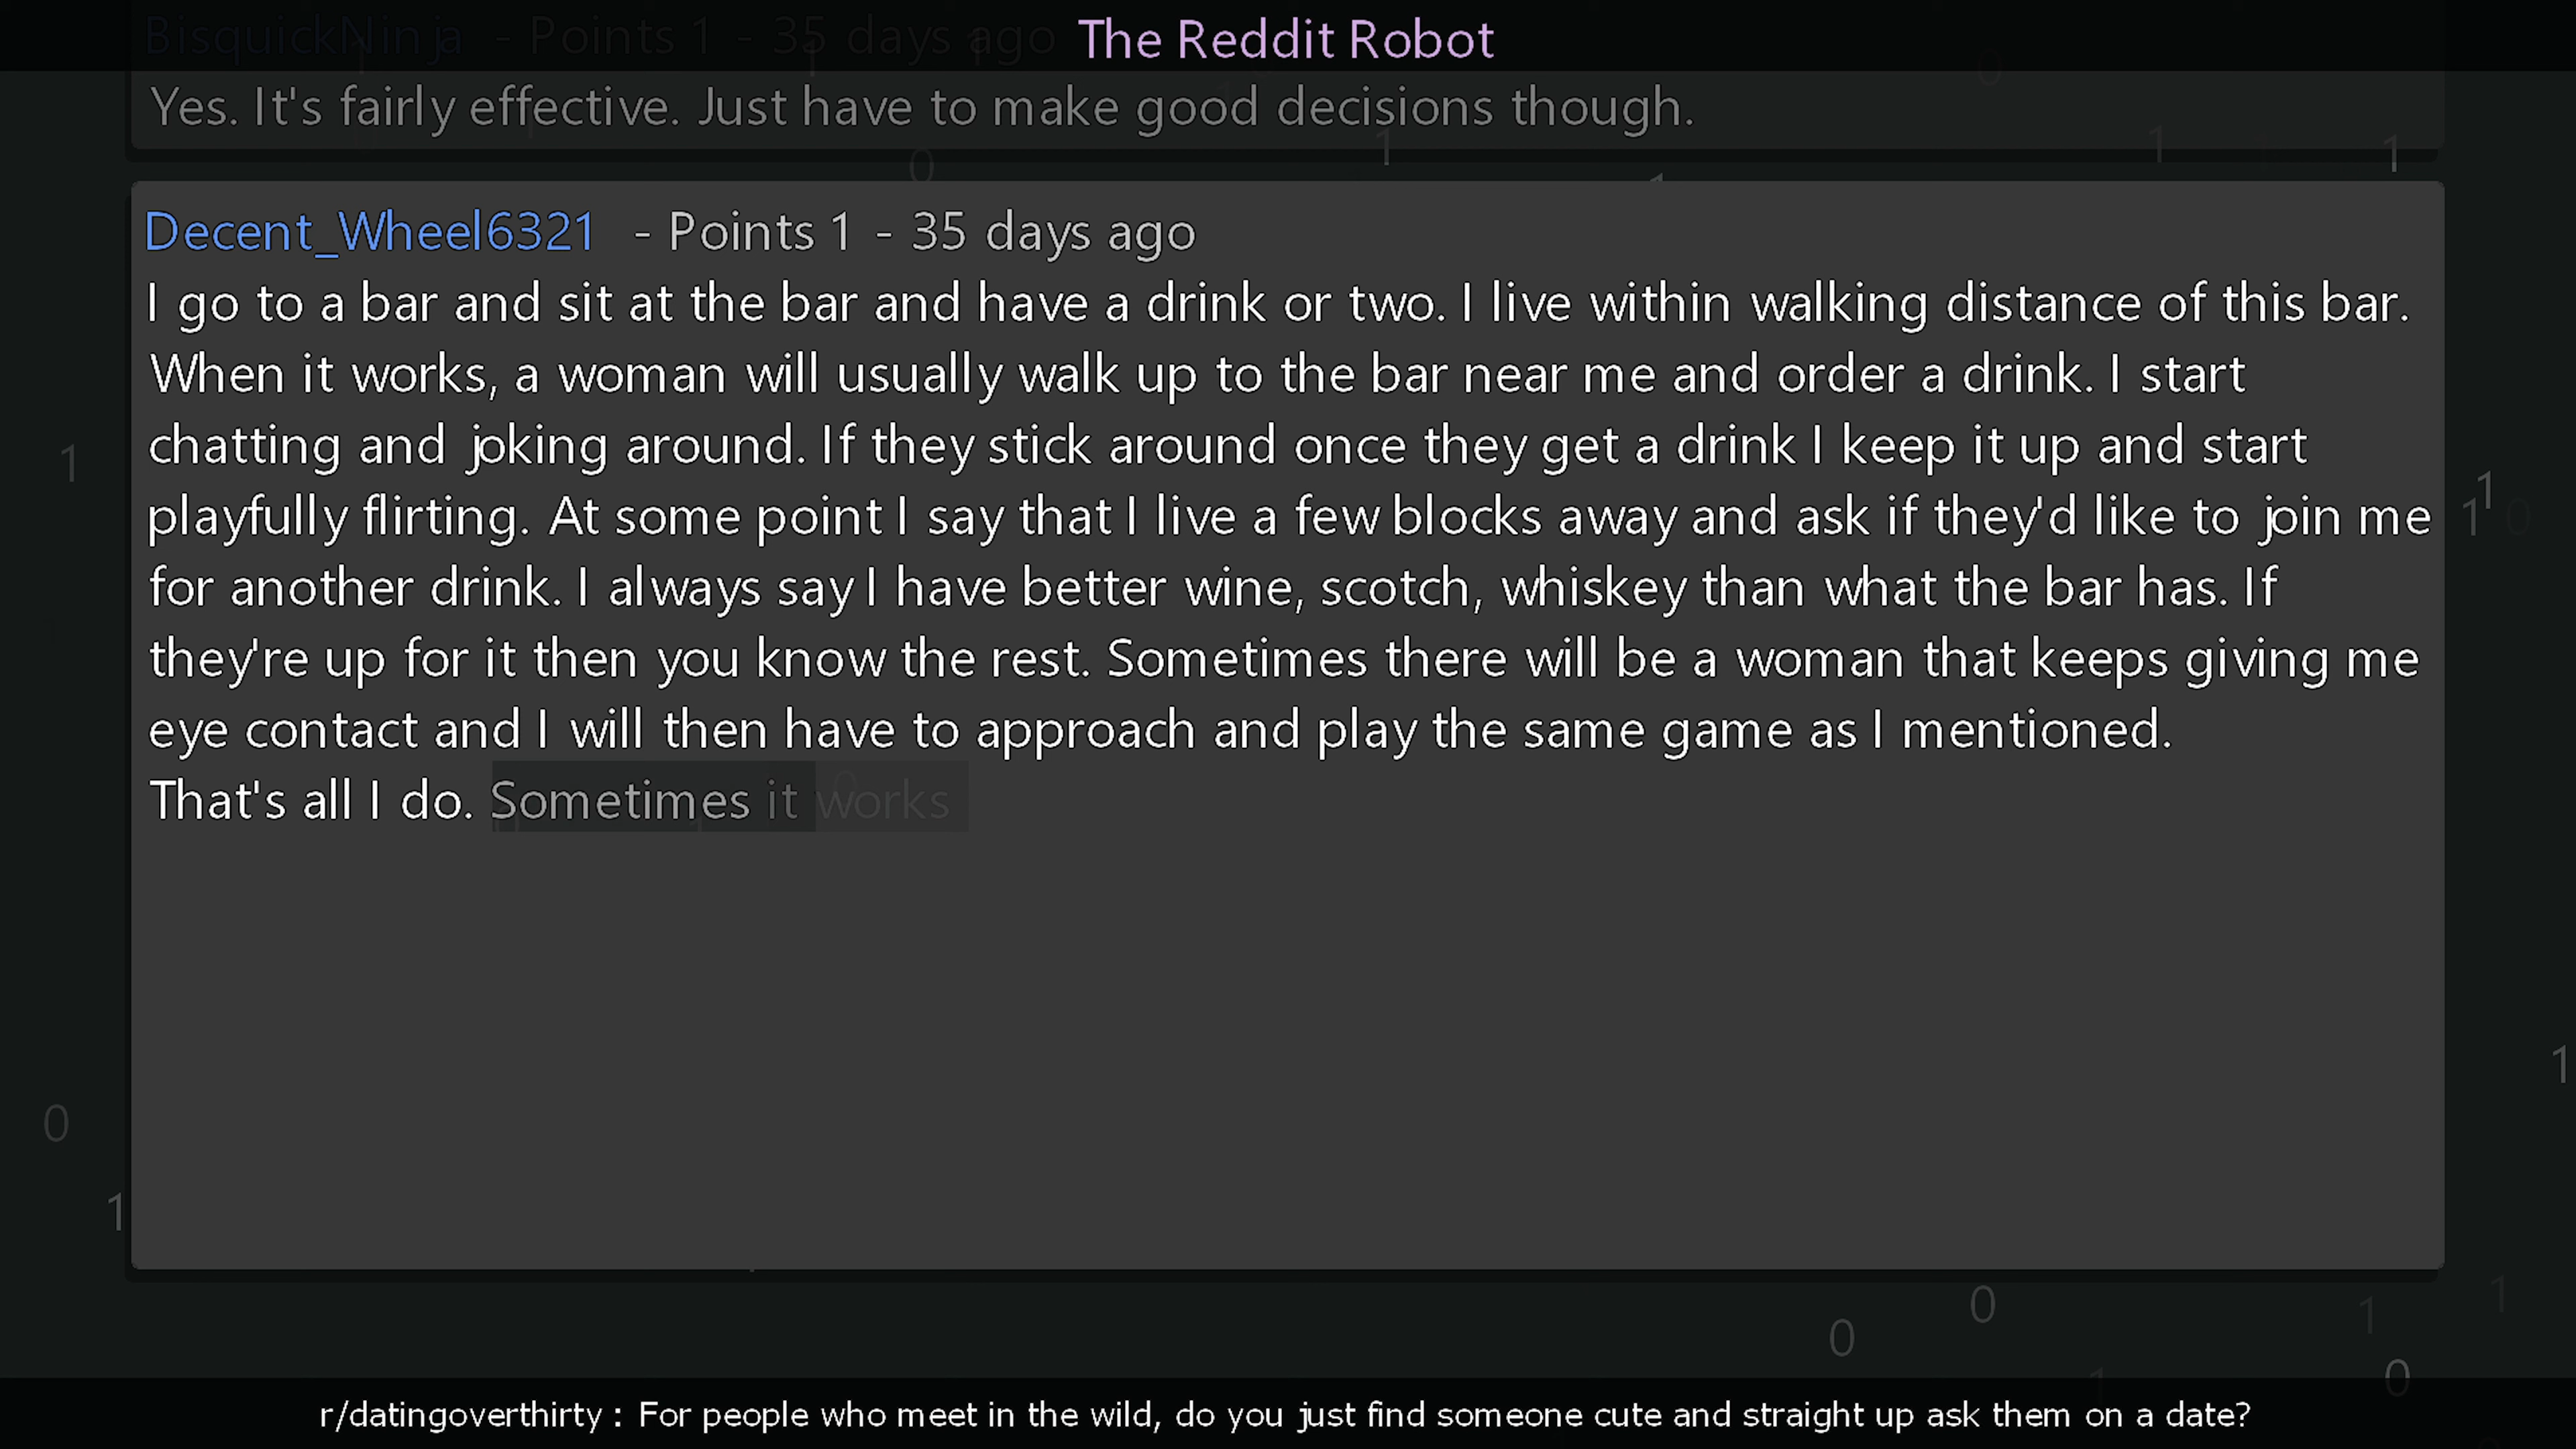 The Reddit Robot
BisquickNinja - Points 1 - 35 days ago
Yes. It's fairly effective. Just have to make good decisions though.
Decent_Wheel6321 - Points 1 - 35 days ago
I go to a bar and sit at the bar and have a drink or two. I live within walking distance of this bar.
When it works, a woman will usually walk up to the bar near me and order a drink. I start
chatting and joking around. If they stick around once they get a drink I keep it up and start
playfully flirting. At some point I say that I live a few blocks away and ask if they'd like to join me
for another drink. I always say I have better wine, scotch, whiskey than what the bar has. If
they're up for it then you know the rest. Sometimes there will be a woman that keeps giving me
eye contact and I will then have to approach and play the same game as I mentioned.
That's all I do. Sometimes it works
r/datingoverthirty : For people who meet in the wild, do you just find someone cute and straight up ask them on a date?